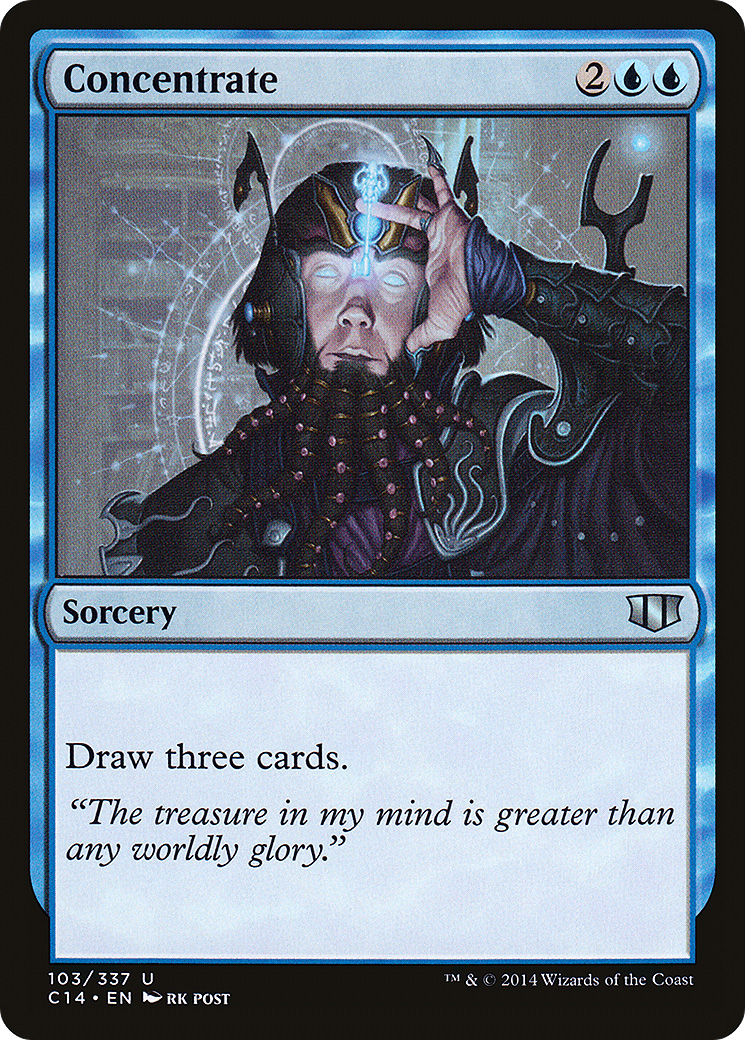 Concentrate 2
Sorcery
Draw three cards.
“The treasure in my mind is greater than
any worldly glory.”
103/337 U
C14 • EN RK POST
™ & © 2014 Wizards of the Coast